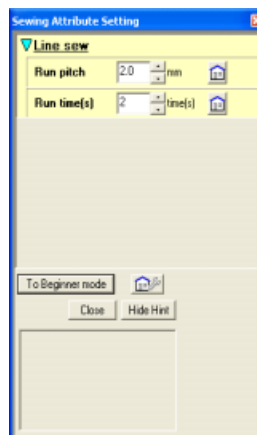 Sewing Attribute Setting
Line sew
Run pitch 2.0 mm
Run time(s) 2 time(s)
To Beginner mode
Close Hide Hint